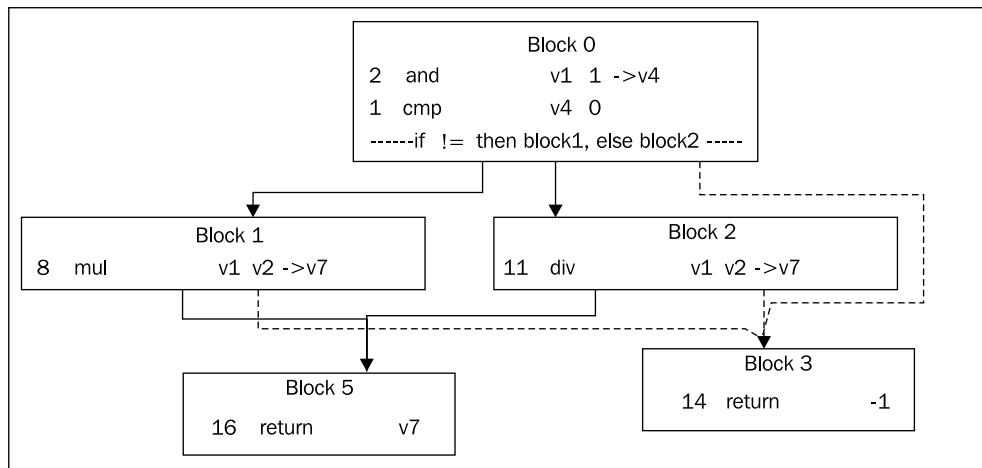 Block 0
2 and v1 1 ->v4
1 cmp v4 0
------if != then block1, else block2 -----
Block 1
8 mul v1 v2 ->v7
Block 2
11 div v1 v2 ->v7
Block 5
16 return v7
Block 3
14 return -1